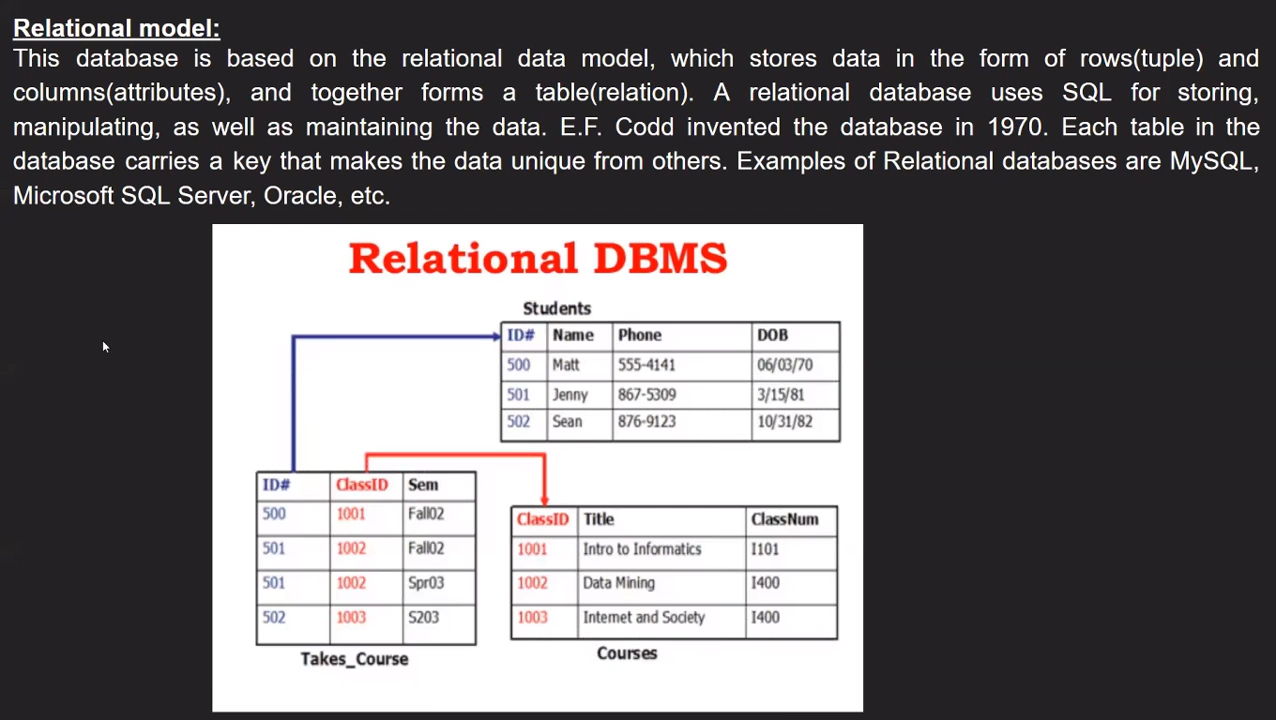 Relational model:
This database is based on the relational data model, which stores data in the form of rows(tuple) and
columns(attributes), and together forms a table(relation). A relational database uses SQL for storing,
manipulating, as well as maintaining the data. E.F. Codd invented the database in 1970. Each table in the
database carries a key that makes the data unique from others. Examples of Relational databases are MySQL,
Microsoft SQL Server, Oracle, etc.
Relational DBMS
Students
ID# Name Phone DOB
500 Matt 555-4141 06/03/70
501 Jenny 867-5309 3/15/81
502 Sean 876-9123 10/31/82
ID# ClassID Sem
500 1001 Fall02
501 1002 Fall02
501 1002 Spr03
502 1003 S203
Takes_Course
ClassID Title ClassNum
1001 Intro to Informatics I101
1002 Data Mining I400
1003 Internet and Society I400
Courses